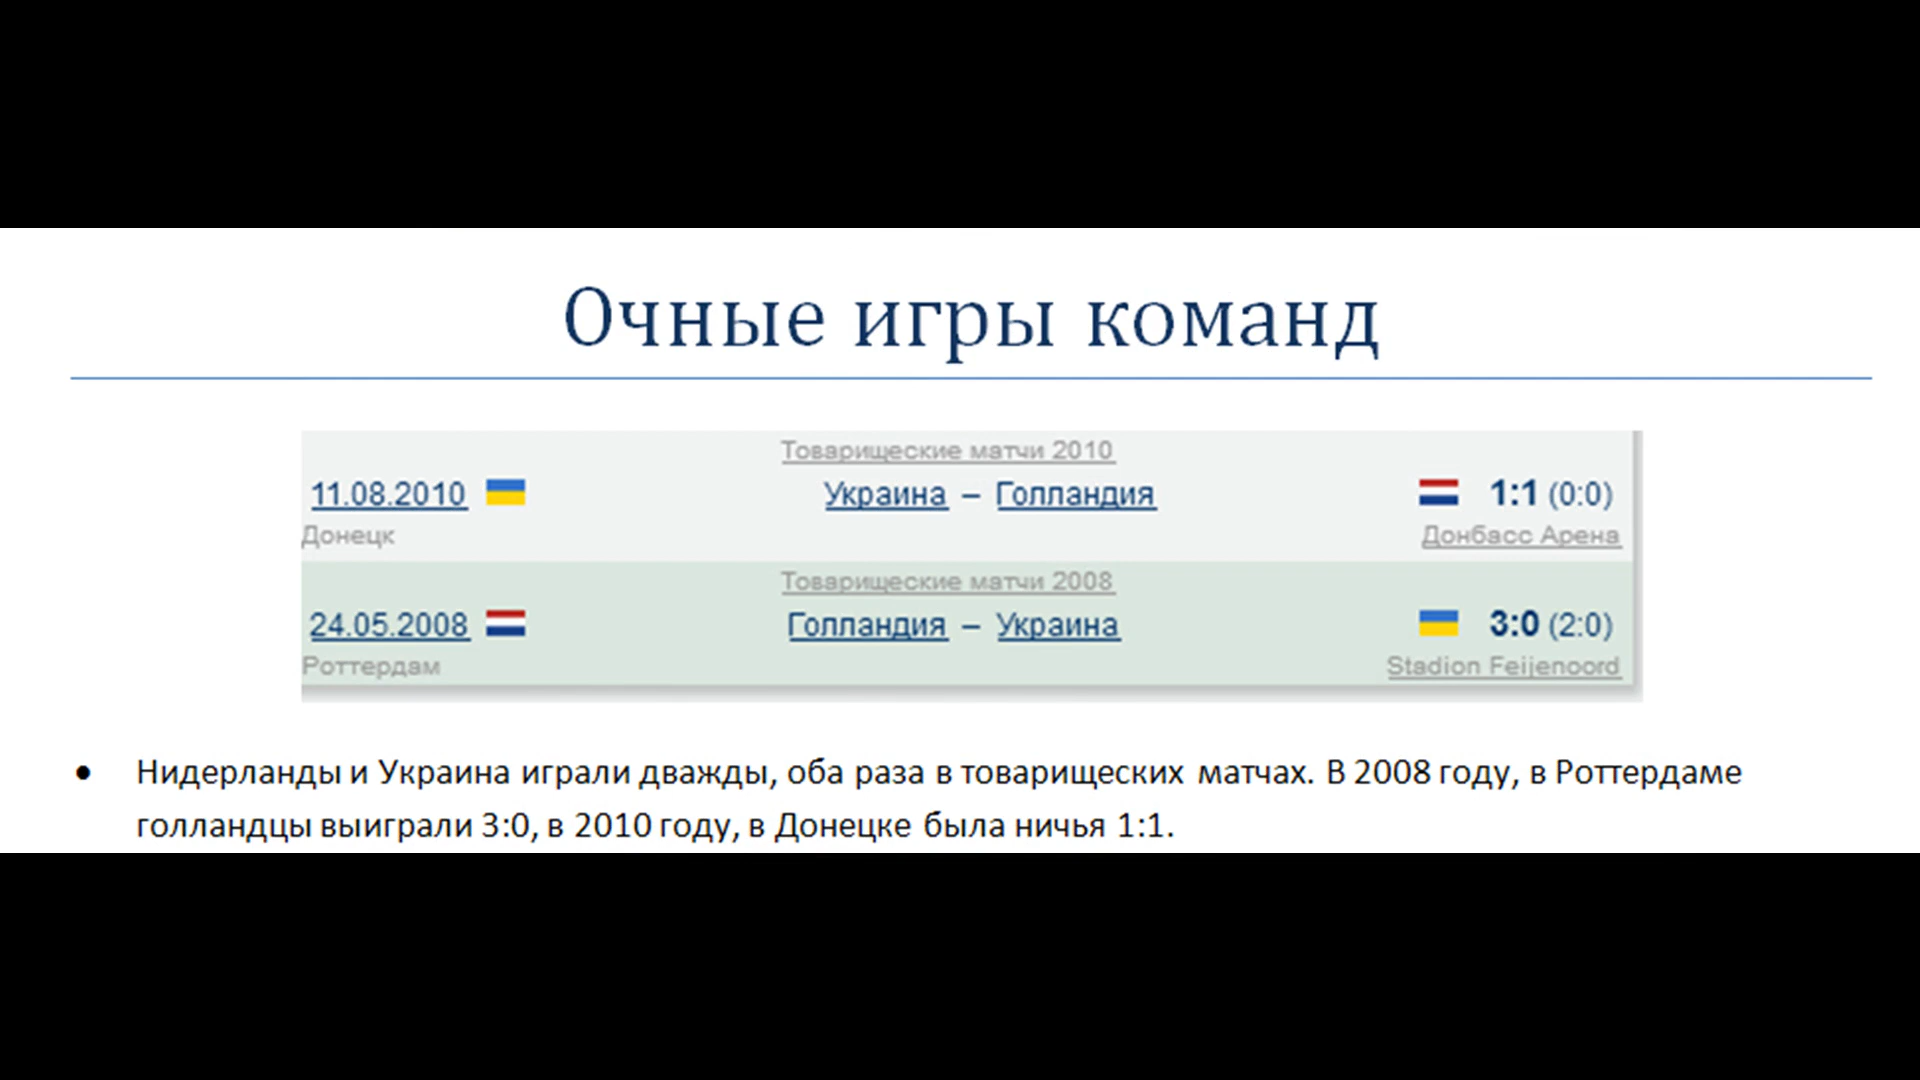 Очные игры команд
Товарищеские матчи 2010
11.08.2010 Украина – Голландия 1:1 (0:0)
Донецк Донбасс Арена
Товарищеские матчи 2008
24.05.2008 Голландия – Украина 3:0 (2:0)
Роттердам Stadion Feijenoord
• Нидерланды и Украина играли дважды, оба раза в товарищеских матчах. В 2008 году, в Роттердаме
голландцы выиграли 3:0, в 2010 году, в Донецке была ничья 1:1.